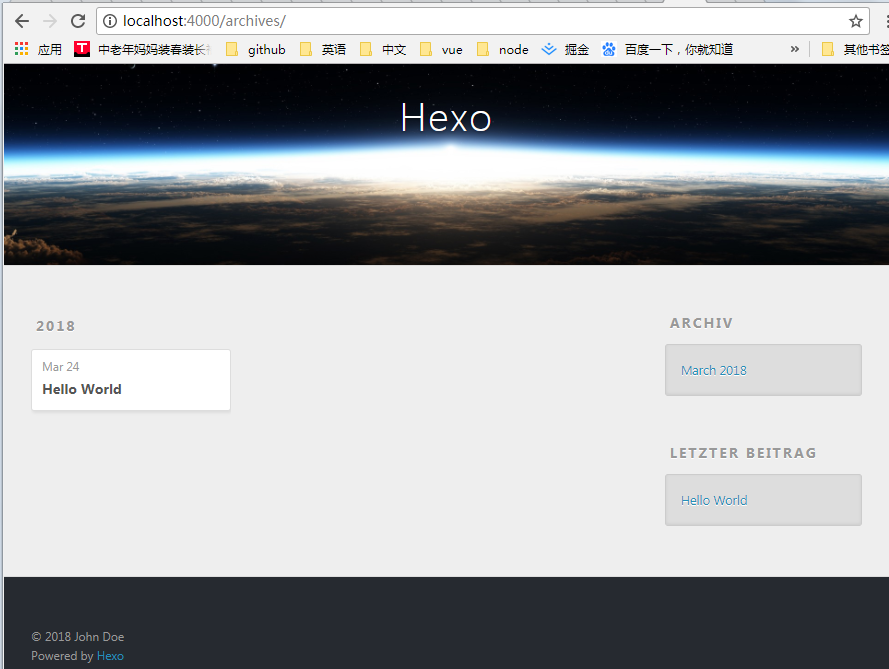 localhost:4000/archives/
应用 T 中老年妈妈装春装长 github 英语 中文 vue node 掘金 百度一下，你就知道 » 其他书签
Hexo
2018
Mar 24
Hello World
ARCHIV
March 2018
LETZTER BEITRAG
Hello World
© 2018 John Doe
Powered by Hexo